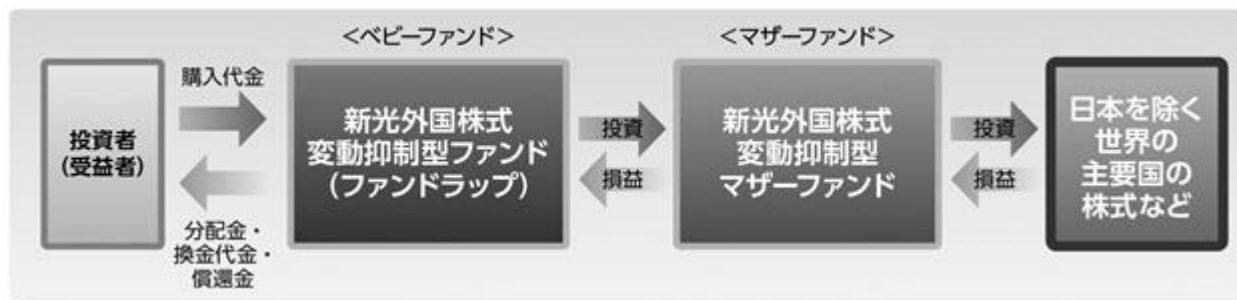 <ベビーファンド>
<マザーファンド>
投資者
(受益者)
購入代金
分配金・
換金代金・
償還金
新光外国株式
変動抑制型ファンド
(ファンドラップ)
投資
損益
新光外国株式
変動抑制型
マザーファンド
投資
損益
日本を除く
世界の
主要国の
株式など